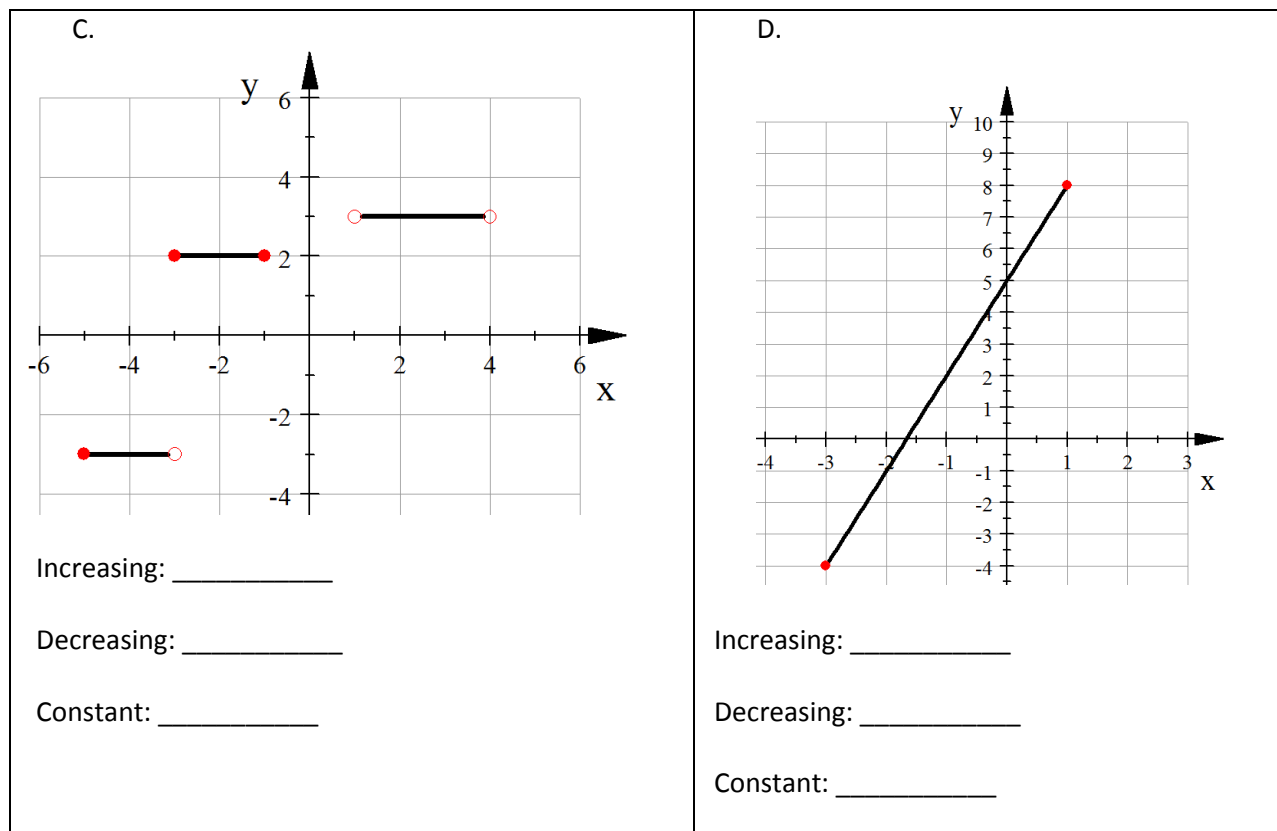 C.
y
6
4
2
-6 -4 -2 2 4 6
x
-2
-4
Increasing: ___________
Decreasing: ___________
Constant: ___________
D.
y 10
9
8
7
6
5
4
3
2
1
-4 -3 -2 -1 1 2 3
x
-1
-2
-3
-4
Increasing: ___________
Decreasing: ___________
Constant: ___________